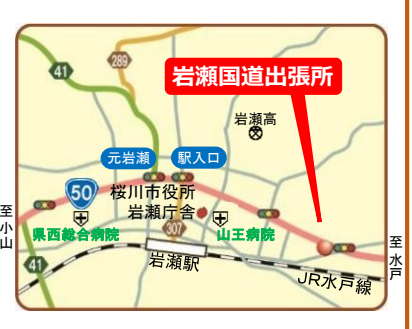 289
41
岩瀬国道出張所
岩瀬高
元岩瀬
駅入口
50
桜川市役所
岩瀬庁舎
至小山
県西総合病院
307
山王病院
至水戸
岩瀬駅
41
JR水戸線